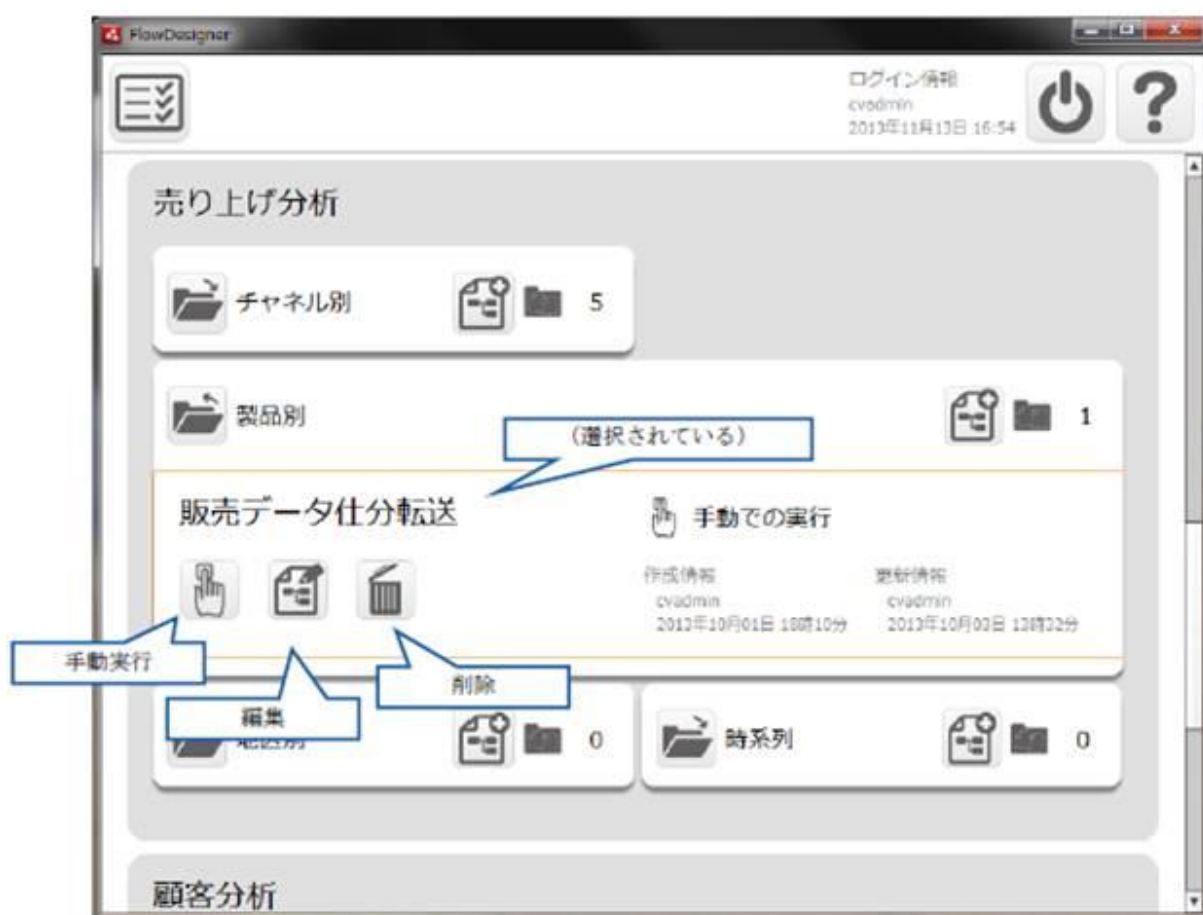 FlowDesigner
ログイン情報
cvadmin
2013年11月13日 16:54
売り上げ分析
チャネル別
5
製品別
1
(選択されている)
販売データ仕分転送
手動での実行
作成情報
更新情報
cvadmin
cvadmin
2013年10月01日 18時10分
2013年10月03日 13時32分
手動実行
編集
削除
0
時系列
0
顧客分析